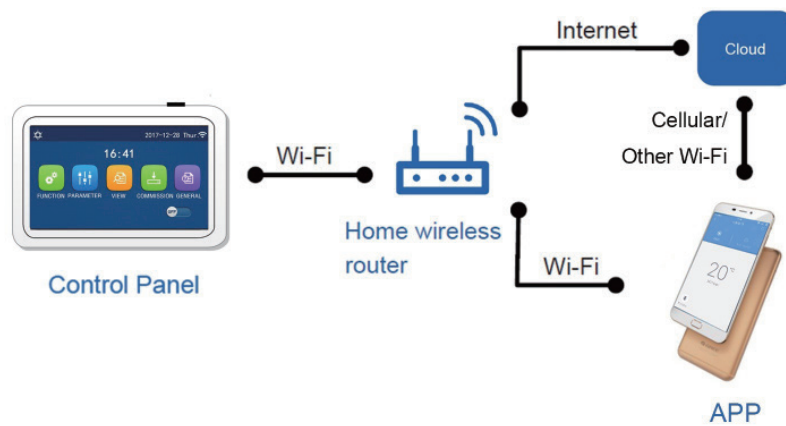 Internet
Cloud
Cellular/
Other Wi-Fi
2017-12-28 Thur
16:41
FUNCTION PARAMETER VIEW COMMISSION GENERAL
OFF
Wi-Fi
Home wireless
router
Control Panel
Wi-Fi
20°C
APP